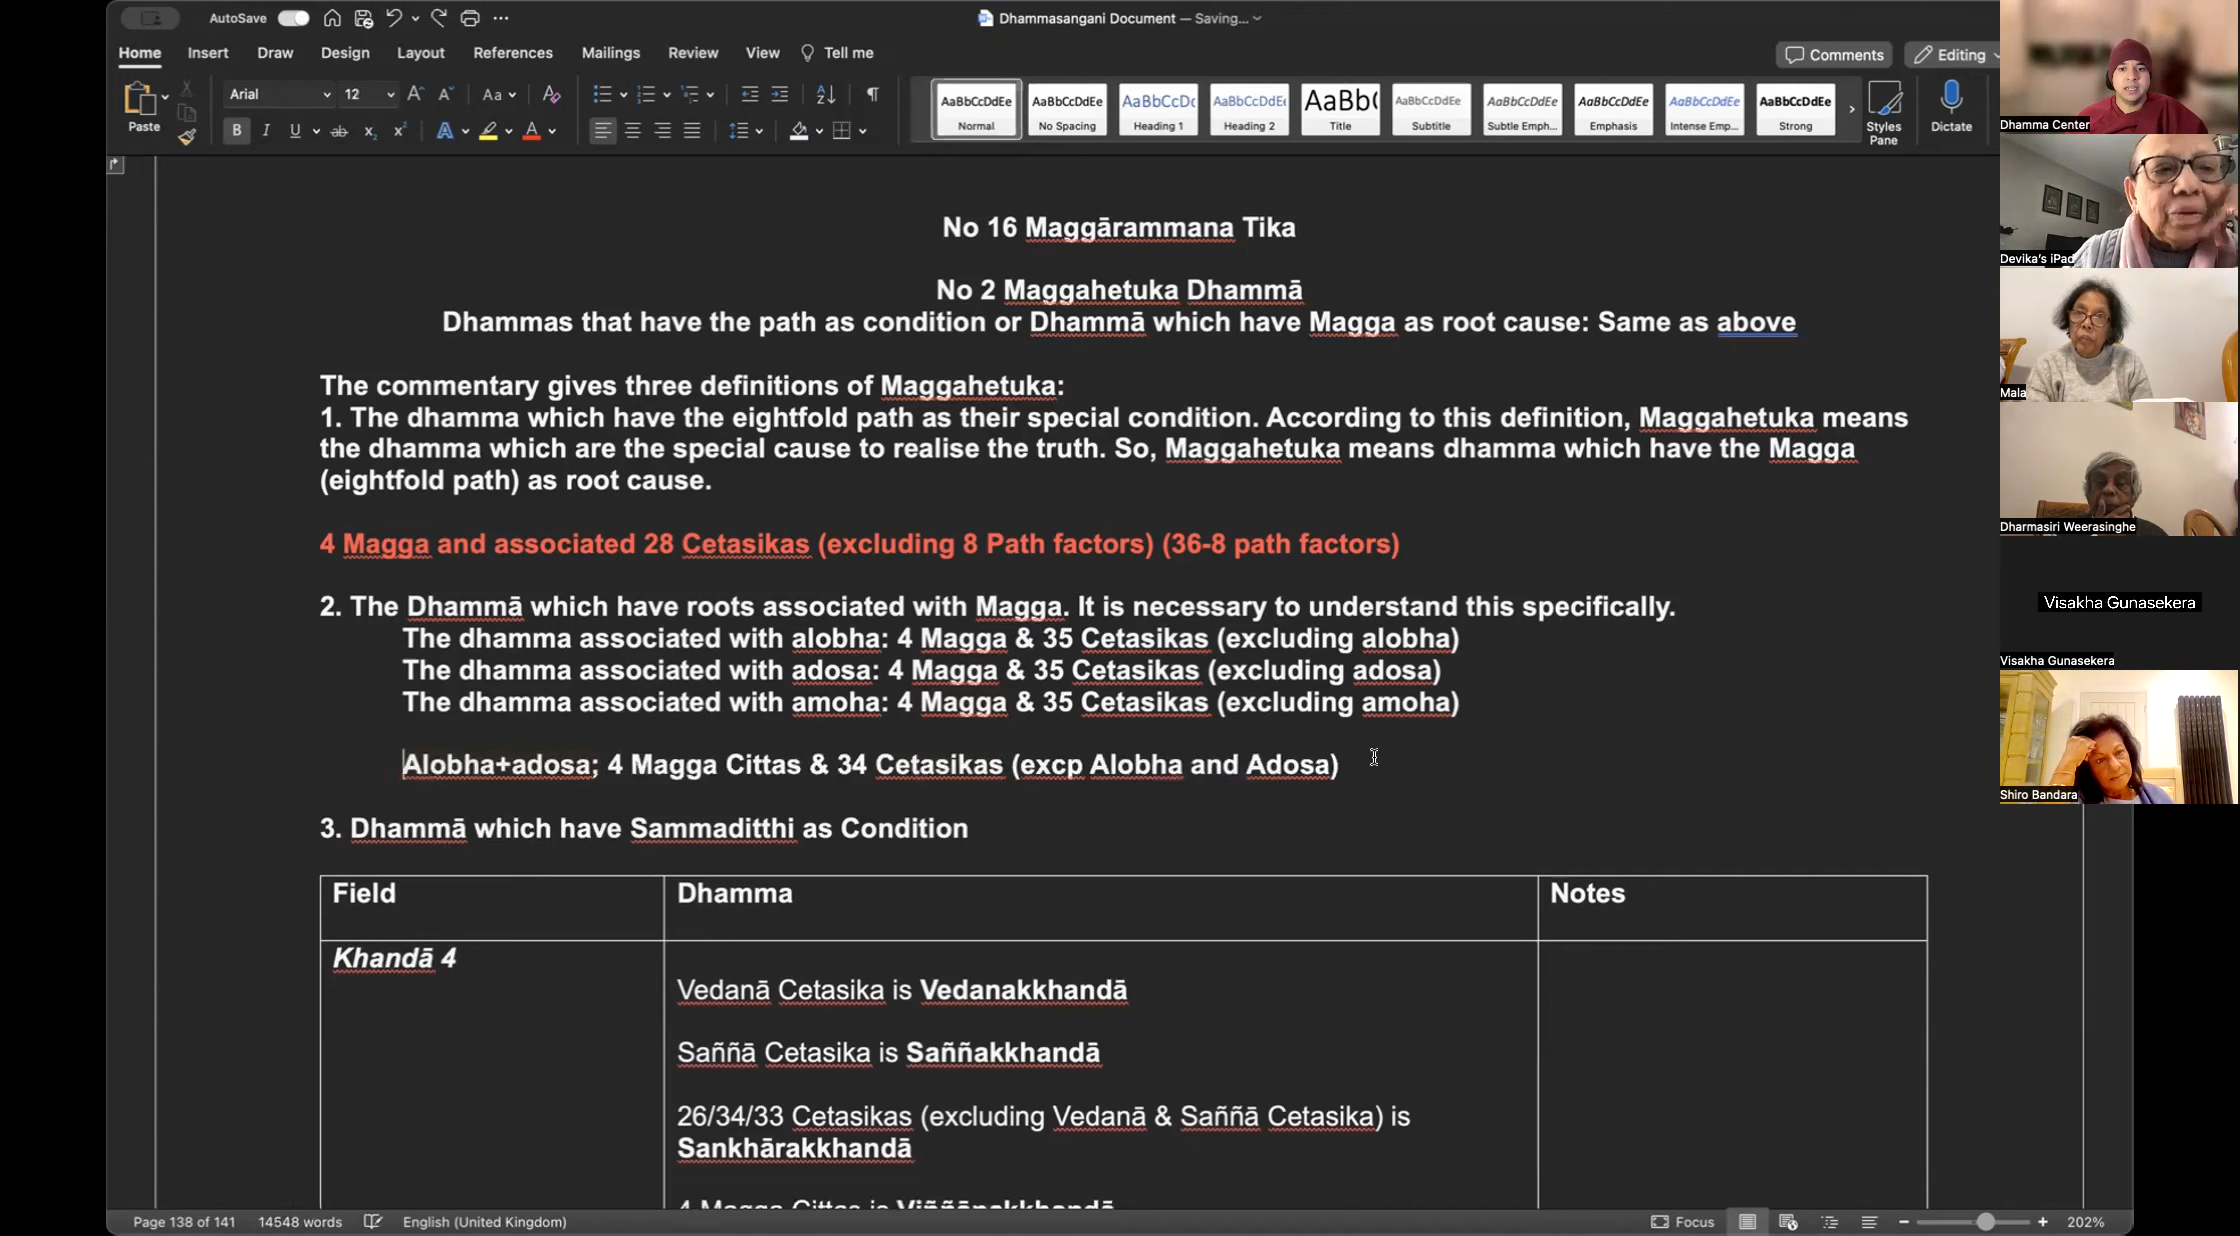 AutoSave
Dhammasangani Document — Saving...
Home Insert Draw Design Layout References Mailings Review View Tell me
Comments Editing
Paste
Arial 12
AaBbCcDdEe Normal
AaBbCcDdEe No Spacing
AaBbCcDc Heading 1
AaBbCcDdEe Heading 2
AaBb( Title
AaBbCcDdEe Subtitle
AaBbCcDdEe Subtle Emph...
AaBbCcDdEe Emphasis
AaBbCcDdEe Intense Emp...
AaBbCcDdEe Strong
Styles Pane
Dictate
No 16 Maggārammana Tika
No 2 Maggahetuka Dhammā
Dhammas that have the path as condition or Dhammā which have Magga as root cause: Same as above
The commentary gives three definitions of Maggahetuka:
1. The dhamma which have the eightfold path as their special condition. According to this definition, Maggahetuka means
the dhamma which are the special cause to realise the truth. So, Maggahetuka means dhamma which have the Magga
(eightfold path) as root cause.
4 Magga and associated 28 Cetasikas (excluding 8 Path factors) (36-8 path factors)
2. The Dhammā which have roots associated with Magga. It is necessary to understand this specifically.
The dhamma associated with alobha: 4 Magga & 35 Cetasikas (excluding alobha)
The dhamma associated with adosa: 4 Magga & 35 Cetasikas (excluding adosa)
The dhamma associated with amoha: 4 Magga & 35 Cetasikas (excluding amoha)
Alobha+adosa; 4 Magga Cittas & 34 Cetasikas (excp Alobha and Adosa)
3. Dhammā which have Sammaditthi as Condition
Field Dhamma Notes
Khandā 4
Vedanā Cetasika is Vedanakkhandā
Saññā Cetasika is Saññakkhandā
26/34/33 Cetasikas (excluding Vedanā & Saññā Cetasika) is
Sankhārakkhandā
4 Magga Cittas is Viññānakkhandā
Page 138 of 141 14548 words English (United Kingdom) Focus 202%
Dhamma Center
Devika's iPad
Mala
Dharmasiri Weerasinghe
Visakha Gunasekera
Visakha Gunasekera
Shiro Bandara